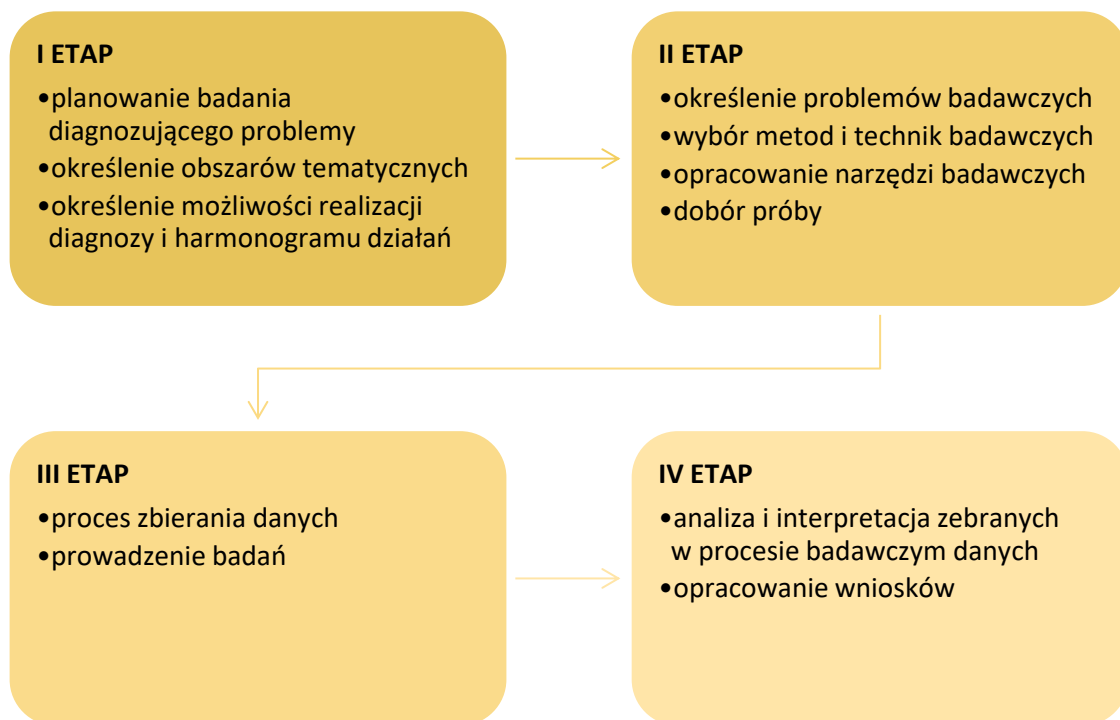 I ETAP
•planowanie badania
diagnozującego problemy
•określenie obszarów tematycznych
•określenie możliwości realizacji
diagnozy i harmonogramu działań
II ETAP
•określenie problemów badawczych
•wybór metod i technik badawczych
•opracowanie narzędzi badawczych
•dobór próby
III ETAP
•proces zbierania danych
•prowadzenie badań
IV ETAP
•analiza i interpretacja zebranych
w procesie badawczym danych
•opracowanie wniosków